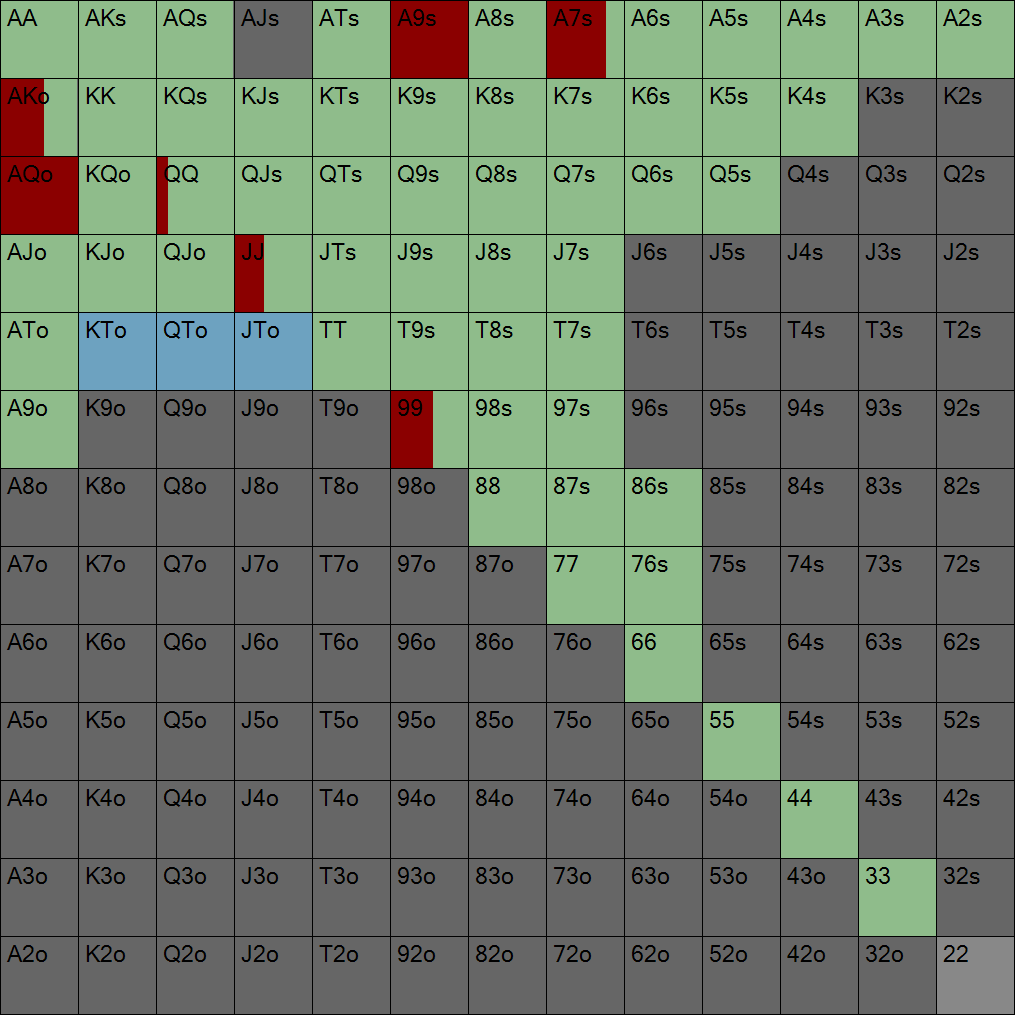 AA AKs AQs AJs ATs A9s A8s A7s A6s A5s A4s A3s A2s
AKo KK KQs KJs KTs K9s K8s K7s K6s K5s K4s K3s K2s
AQo KQo QQ QJs QTs Q9s Q8s Q7s Q6s Q5s Q4s Q3s Q2s
AJo KJo QJo JJ JTs J9s J8s J7s J6s J5s J4s J3s J2s
ATo KTo QTo JTo TT T9s T8s T7s T6s T5s T4s T3s T2s
A9o K9o Q9o J9o T9o 99 98s 97s 96s 95s 94s 93s 92s
A8o K8o Q8o J8o T8o 98o 88 87s 86s 85s 84s 83s 82s
A7o K7o Q7o J7o T7o 97o 87o 77 76s 75s 74s 73s 72s
A6o K6o Q6o J6o T6o 96o 86o 76o 66 65s 64s 63s 62s
A5o K5o Q5o J5o T5o 95o 85o 75o 65o 55 54s 53s 52s
A4o K4o Q4o J4o T4o 94o 84o 74o 64o 54o 44 43s 42s
A3o K3o Q3o J3o T3o 93o 83o 73o 63o 53o 43o 33 32s
A2o K2o Q2o J2o T2o 92o 82o 72o 62o 52o 42o 32o 22